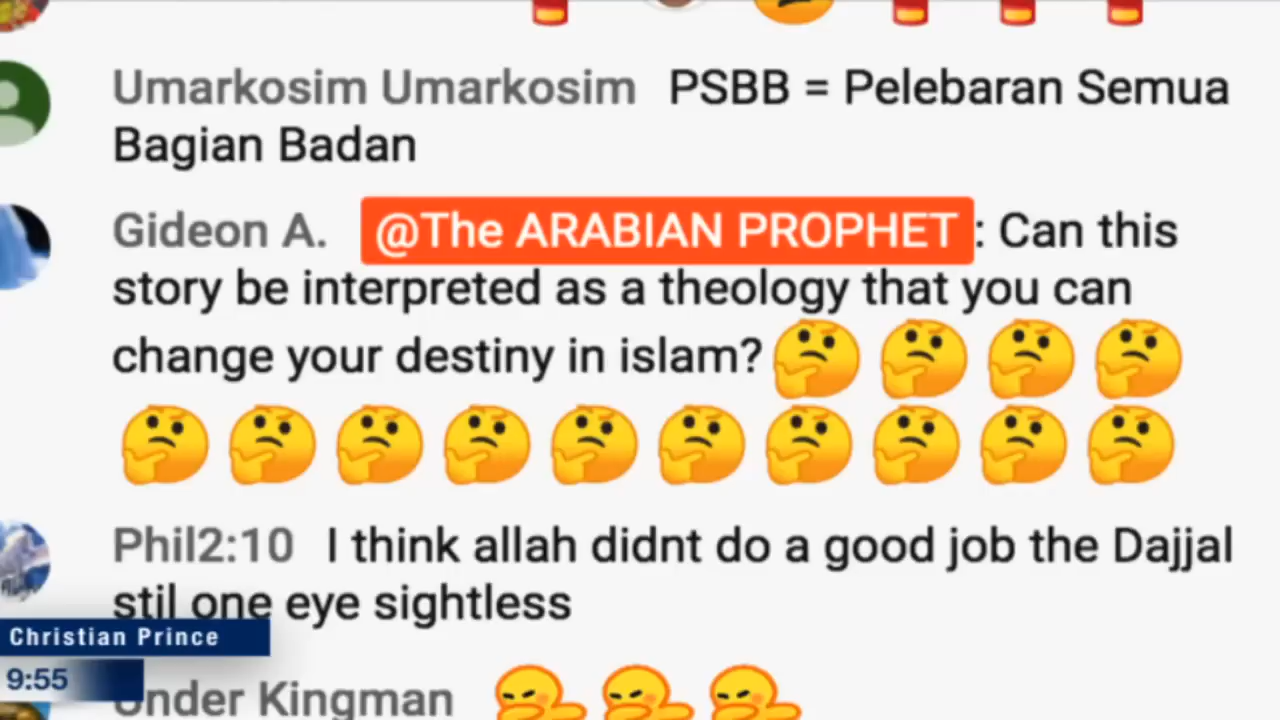 Umarkosim Umarkosim PSBB = Pelebaran Semua
Bagian Badan
Gideon A. @The ARABIAN PROPHET : Can this
story be interpreted as a theology that you can
change your destiny in islam?
Phil2:10 I think allah didnt do a good job the Dajjal
stil one eye sightless
Christian Prince
9:55
Under Kingman